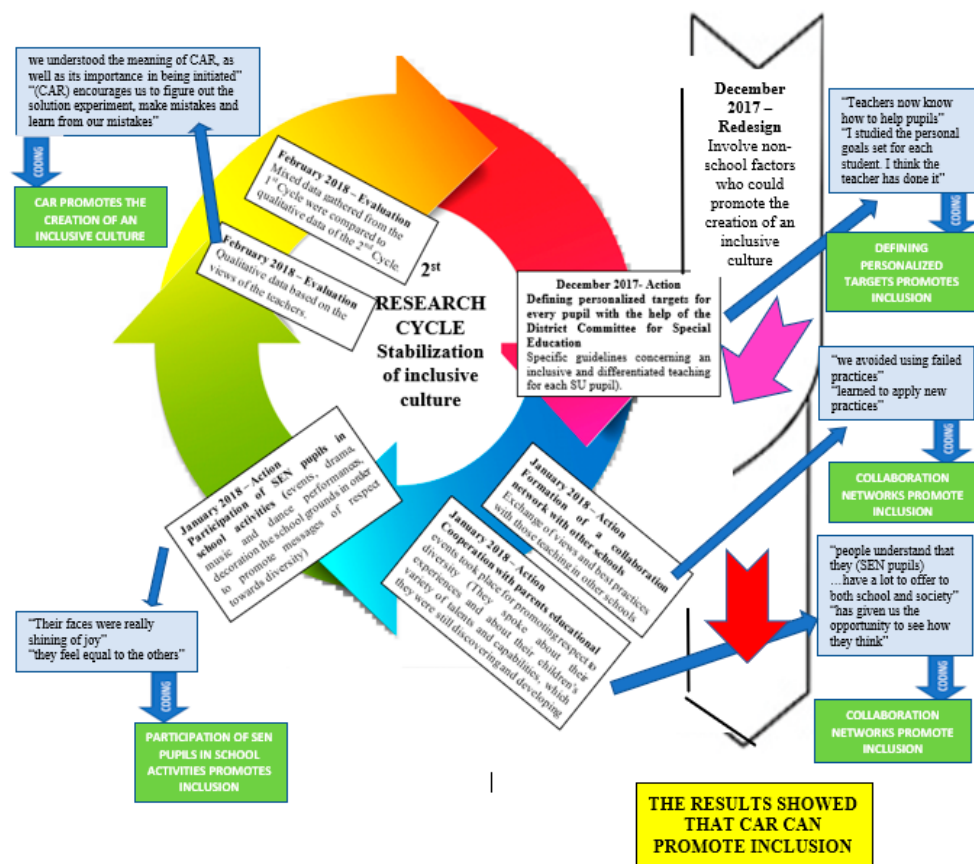 we understood the meaning of CAR, as
well as its importance in being initiated”
“(CAR) encourages us to figure out the
solution experiment, make mistakes and
learn from our mistakes”
CODING
CAR PROMOTES THE
CREATION OF AN
INCLUSIVE CULTURE
February 2018 – Evaluation
Mixed data gathered from the
1st Cycle were compared to
qualitative data of the 2nd Cycle.
February 2018 – Evaluation
Qualitative data based on the
views of the teachers.
2st
RESEARCH
CYCLE
Stabilization
of inclusive
culture
December
2017 –
Redesign
Involve non-
school factors
who could
promote the
creation of an
inclusive
culture
“Teachers now know
how to help pupils”
“I studied the personal
goals set for each
student. I think the
teacher has done it”
CODING
DEFINING
PERSONALIZED
TARGETS PROMOTES
INCLUSION
December 2017- Action
Defining personalized targets for
every pupil with the help of the
District Committee for Special
Education
Specific guidelines concerning an
inclusive and differentiated teaching
for each SU pupil).
“we avoided using failed
practices”
“learned to apply new
practices”
CODING
COLLABORATION
NETWORKS PROMOTE
INCLUSION
January 2018 – Action
Formation of a collaboration
network with other schools
Exchange of views and best practices
with those teaching in other schools
January 2018 – Action
Cooperation with parents educational
events took place for promoting respect to
diversity (They spoke about their
experiences and about their children’s
variety of talents and capabilities, which
they were still discovering and developing
January 2018 – Action
Participation of SEN pupils in
school activities (events, drama,
music and dance performances,
decoration the school grounds in order
to promote messages of respect
towards diversity)
“people understand that
they (SEN pupils)
…have a lot to offer to
both school and society”
“has given us the
opportunity to see how
they think”
CODING
COLLABORATION
NETWORKS PROMOTE
INCLUSION
“Their faces were really
shining of joy”
“they feel equal to the others”
CODING
PARTICIPATION OF SEN
PUPILS IN SCHOOL
ACTIVITIES PROMOTES
INCLUSION
THE RESULTS SHOWED
THAT CAR CAN
PROMOTE INCLUSION